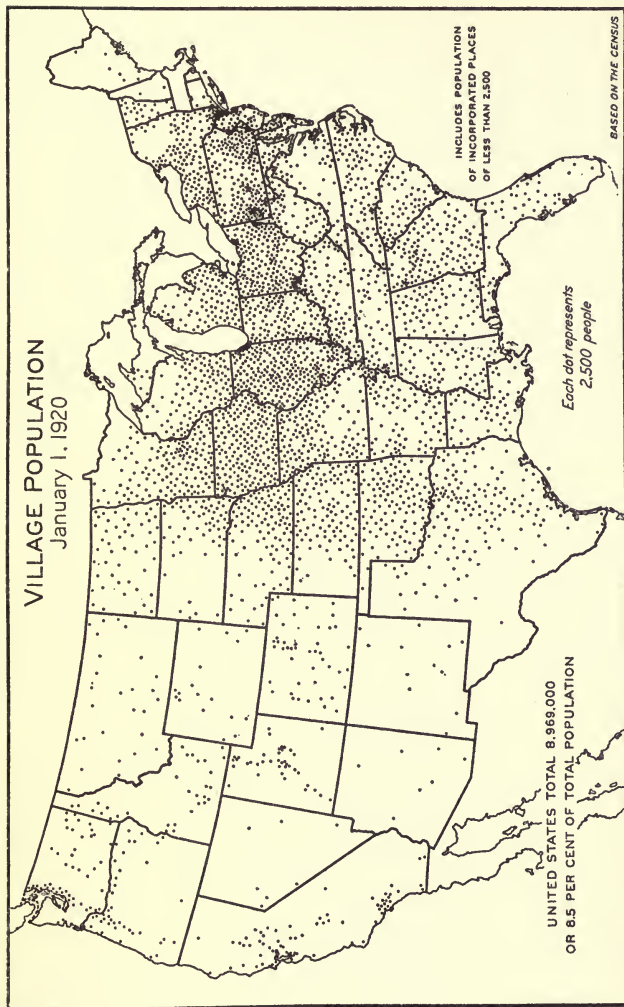 VILLAGE POPULATION
January 1, 1920
INCLUDES POPULATION
OF INCORPORATED PLACES
OF LESS THAN 2,500
Each dot represents
2,500 people
UNITED STATES TOTAL 8,969,000
OR 8.5 PER CENT OF TOTAL POPULATION
BASED ON THE CENSUS